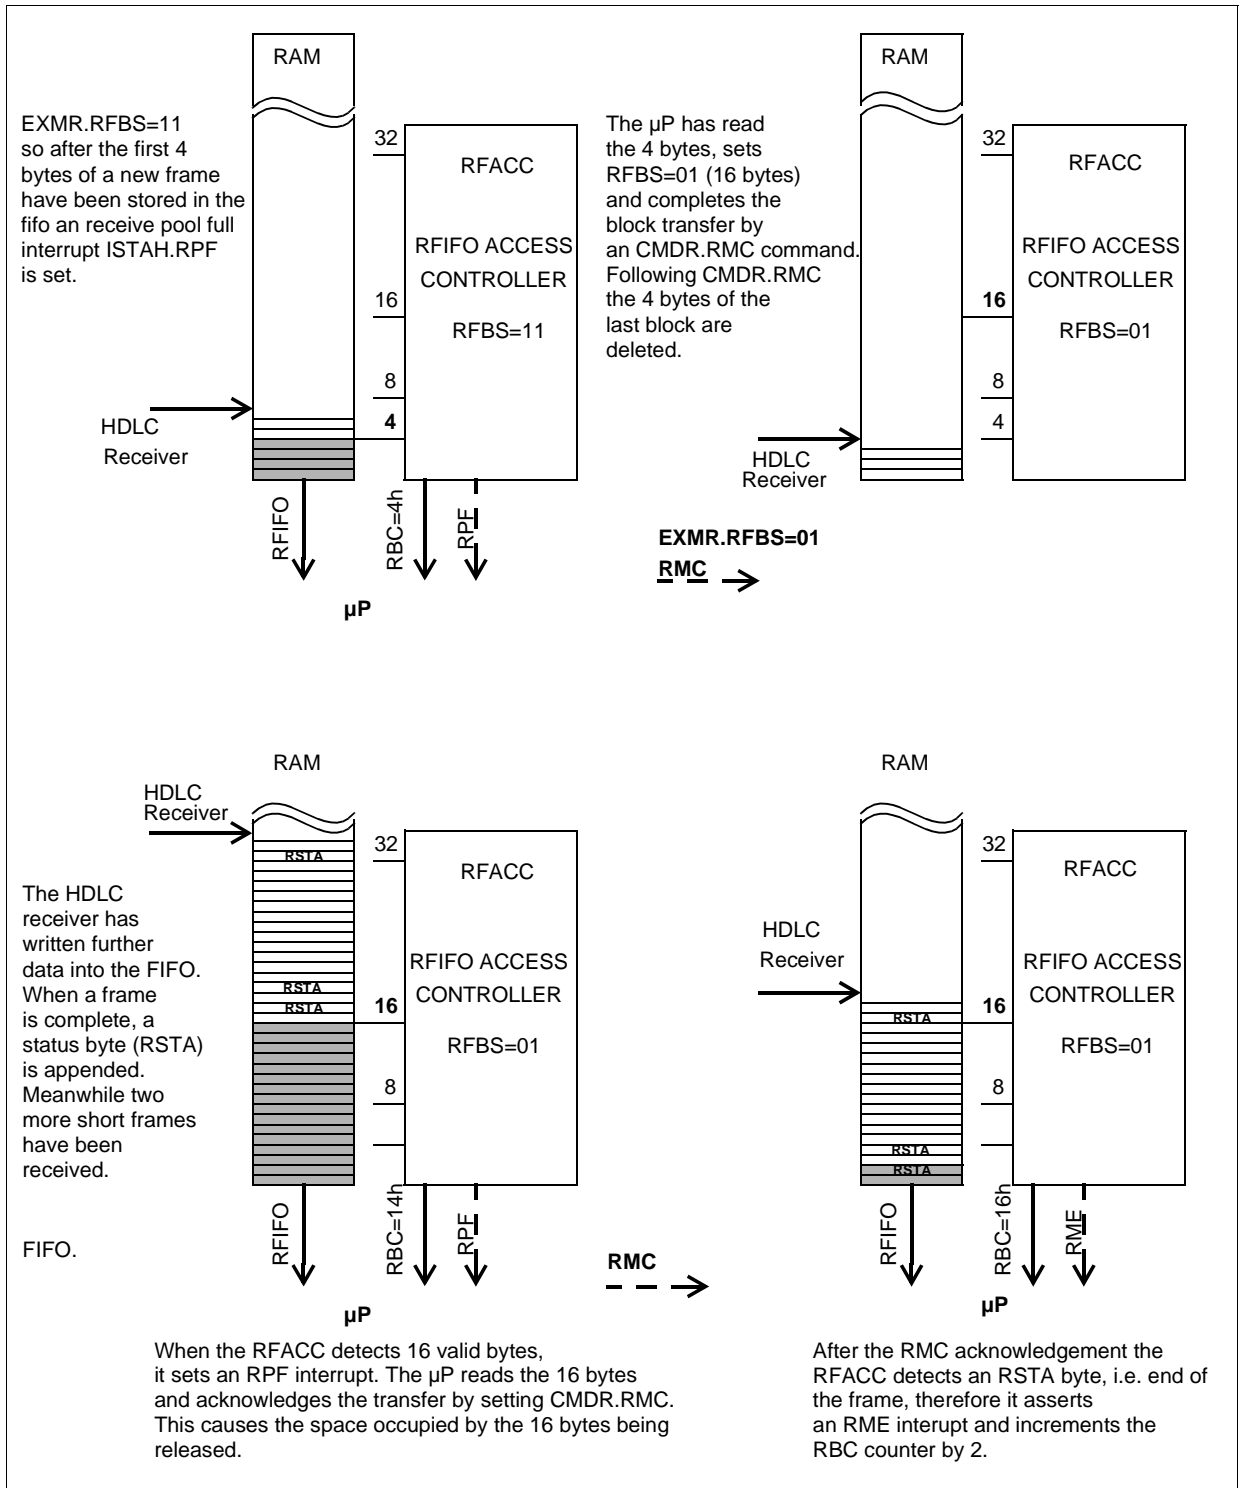 RAM
EXMR.RFBS=11
so after the first 4
bytes of a new frame
have been stored in the
fifo an receive pool full
interrupt ISTAH.RPF
is set.
32
16
8
4
RFACC
RFIFO ACCESS
CONTROLLER
RFBS=11
HDLC
Receiver
RFIFO
RBC=4h
RPF
µP
The µP has read
the 4 bytes, sets
RFBS=01 (16 bytes)
and completes the
block transfer by
an CMDR.RMC command.
Following CMDR.RMC
the 4 bytes of the
last block are
deleted.
RAM
32
16
8
4
RFACC
RFIFO ACCESS
CONTROLLER
RFBS=01
HDLC
Receiver
EXMR.RFBS=01
RMC
RAM
HDLC
Receiver
The HDLC
receiver has
written further
data into the FIFO.
When a frame
is complete, a
status byte (RSTA)
is appended.
Meanwhile two
more short frames
have been
received.
FIFO.
RSTA
RSTA
RSTA
32
16
8
RFACC
RFIFO ACCESS
CONTROLLER
RFBS=01
RFIFO
RBC=14h
RPF
µP
RMC
When the RFACC detects 16 valid bytes,
it sets an RPF interrupt. The µP reads the 16 bytes
and acknowledges the transfer by setting CMDR.RMC.
This causes the space occupied by the 16 bytes being
released.
RAM
HDLC
Receiver
RSTA
RSTA
RSTA
32
16
8
RFACC
RFIFO ACCESS
CONTROLLER
RFBS=01
RFIFO
RBC=16h
RME
µP
After the RMC acknowledgement the
RFACC detects an RSTA byte, i.e. end of
the frame, therefore it asserts
an RME interupt and increments the
RBC counter by 2.